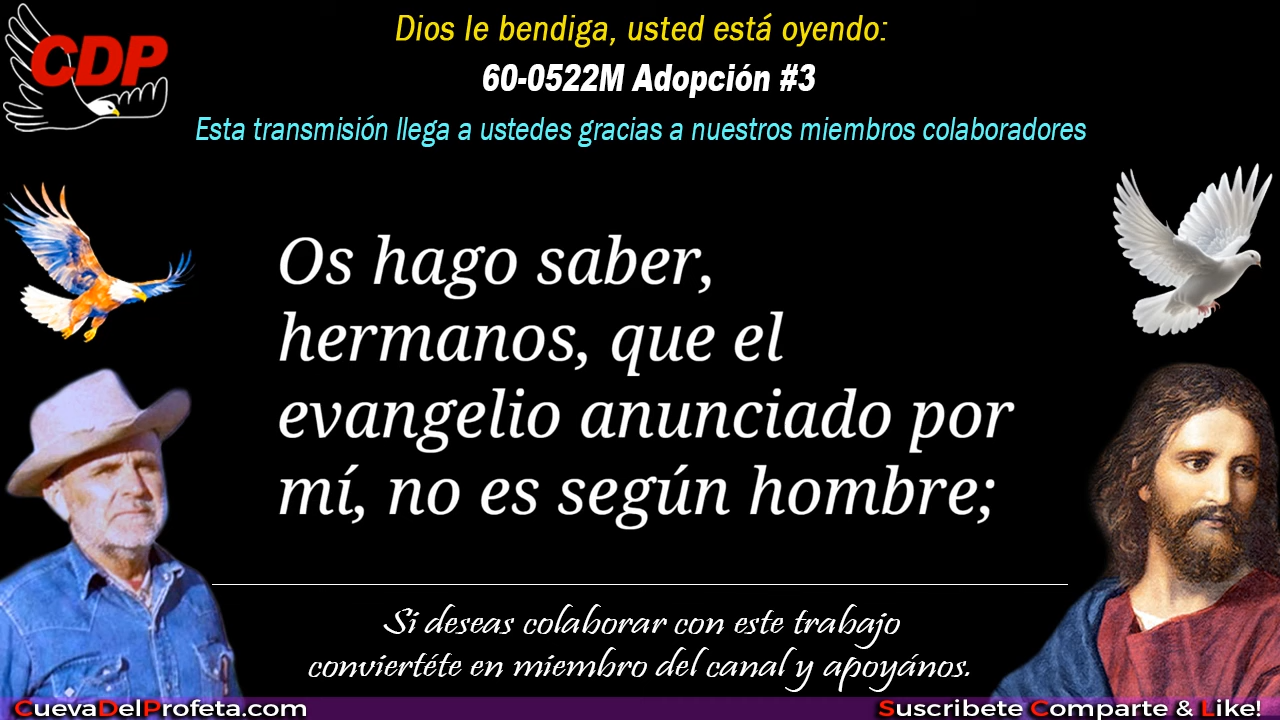 CDP
Dios le bendiga, usted está oyendo:
60-0522M Adopción #3
Esta transmisión llega a ustedes gracias a nuestros miembros colaboradores
Os hago saber,
hermanos, que el
evangelio anunciado por
mí, no es según hombre;
Si deseas colaborar con este trabajo
conviertéte en miembro del canal y apoyános.
CuevaDelProfeta.com
Suscribete Comparte & Like!